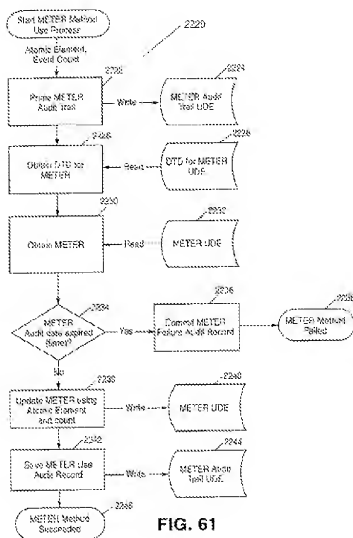 Start METER Method
Use Process
2220
Atomic Element,
Event Count
2222
Prime METER
Audit Trail
Write
2224
METER Audit
Trail UDE
2226
Obtain DTD for
METER
Read
2228
DTD for METER
UDE
2230
Obtain METER
Read
2232
METER UDE
2234
METER
Audit date expired
(time)?
Yes
2236
Commit METER
Failure Audit Record
METER Method
Failed
No
Update METER using
Atomic Element
and count
Write
2240
METER UDE
2242
Save METER Use
Audit Record
Write
2244
METER Audit
Trail UDE
2246
METER Method
Succeeded
FIG. 61